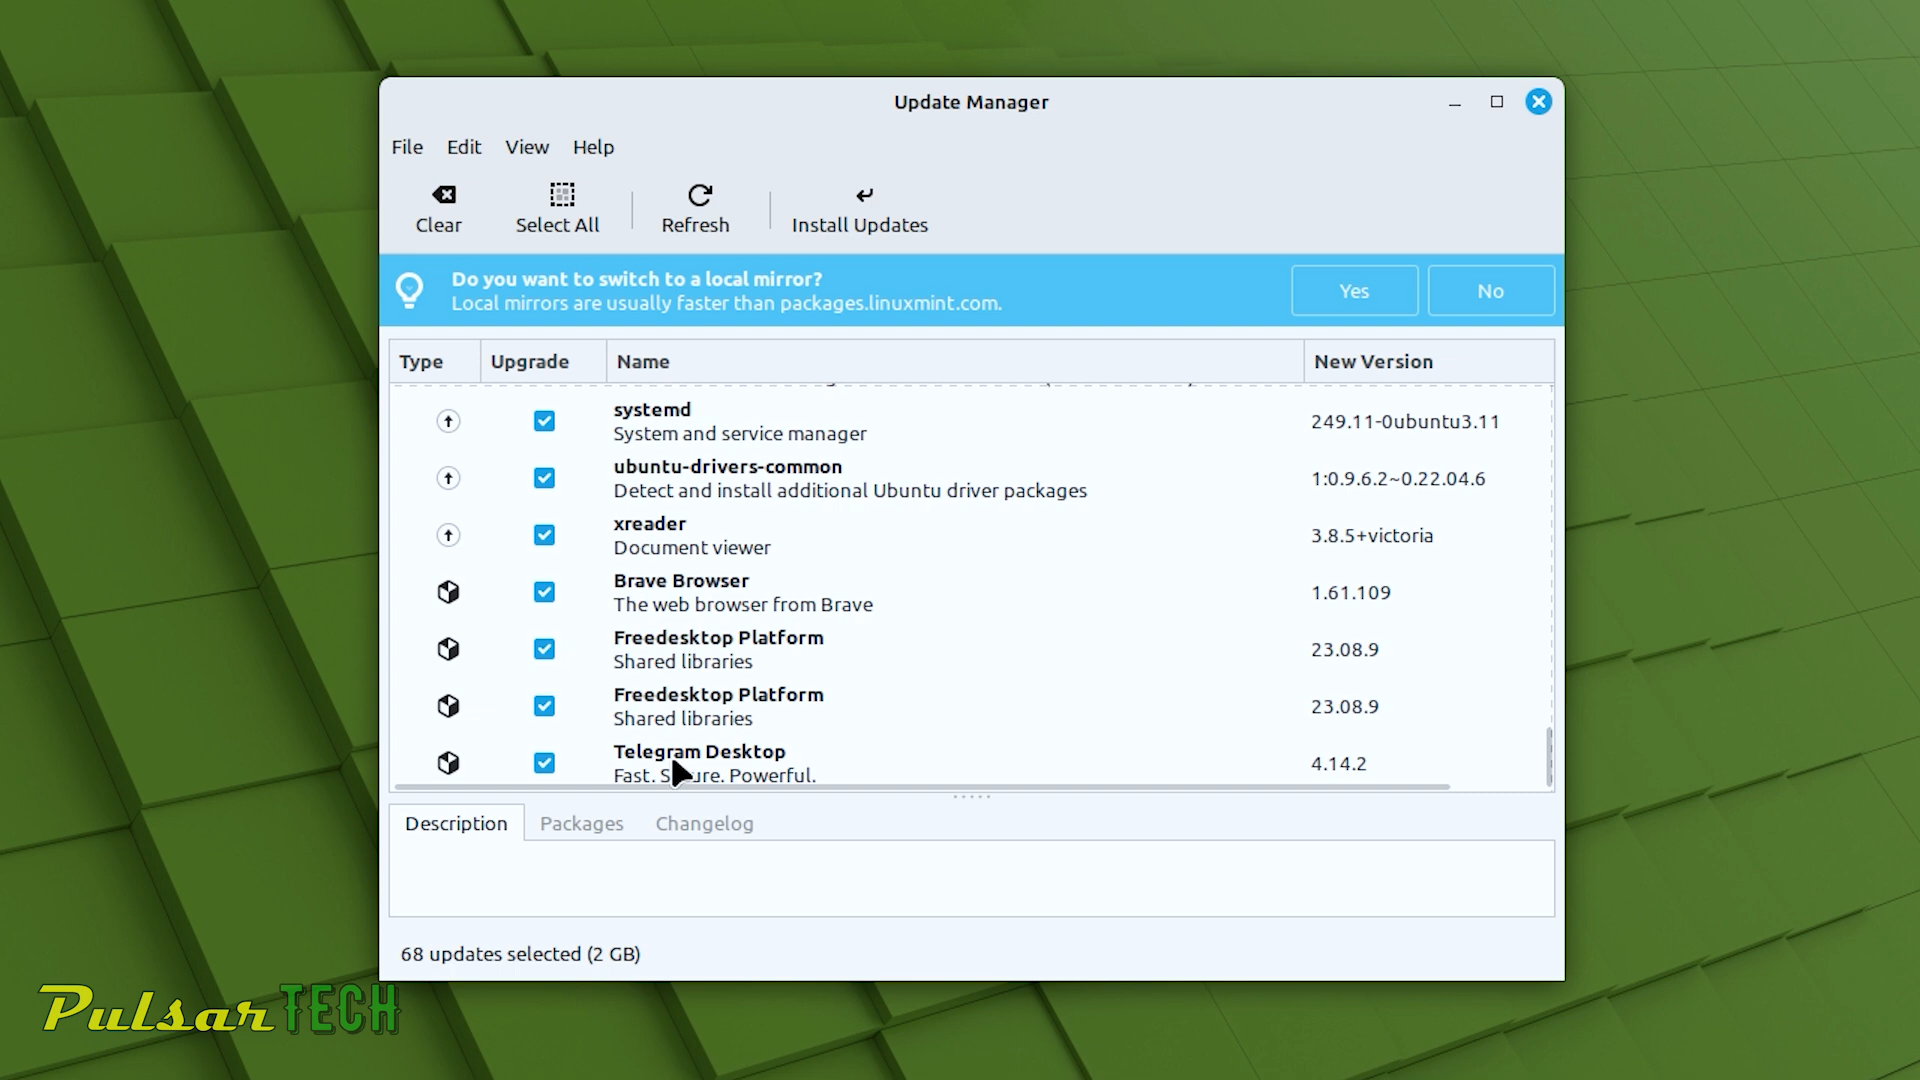 Update Manager
File Edit View Help
Clear Select All Refresh Install Updates
Do you want to switch to a local mirror?
Local mirrors are usually faster than packages.linuxmint.com.
Yes No
Type Upgrade Name New Version
systemd
System and service manager
249.11-0ubuntu3.11
ubuntu-drivers-common
Detect and install additional Ubuntu driver packages
1:0.9.6.2~0.22.04.6
xreader
Document viewer
3.8.5+victoria
Brave Browser
The web browser from Brave
1.61.109
Freedesktop Platform
Shared libraries
23.08.9
Freedesktop Platform
Shared libraries
23.08.9
Telegram Desktop
Fast. Secure. Powerful.
4.14.2
Description Packages Changelog
68 updates selected (2 GB)
Pulsar TECH